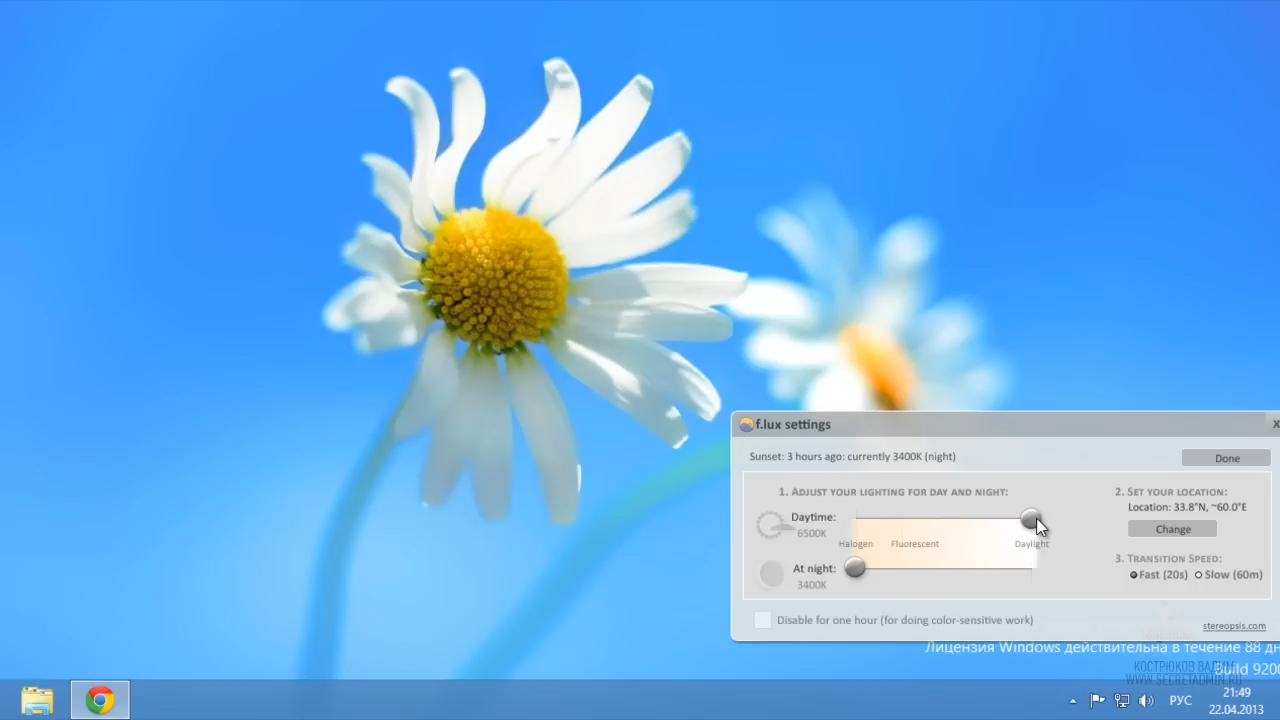 f.lux settings
x
Sunset: 3 hours ago: currently 3400K (night)
Done
1. Adjust your lighting for day and night:
Daytime:
6500K
Halogen
Fluorescent
Daylight
At night:
3400K
2. Set your location:
Location: 33.8°N, ~60.0°E
Change
3. Transition Speed:
Fast (20s)
Slow (60m)
Disable for one hour (for doing color-sensitive work)
stereopsis.com
Лицензия Windows действительна в течение 88
Build 920
КОСТРЮКОВ ВАДИМ
WWW.SECRETADMIN.RU
РУС
21:49
22.04.2013